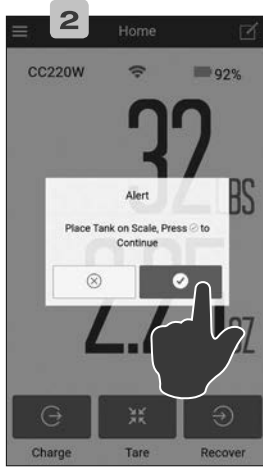 2
Home
CC220W 92%
32 LBS
Alert
Place Tank on Scale, Press to
Continue
Charge Tare Recover